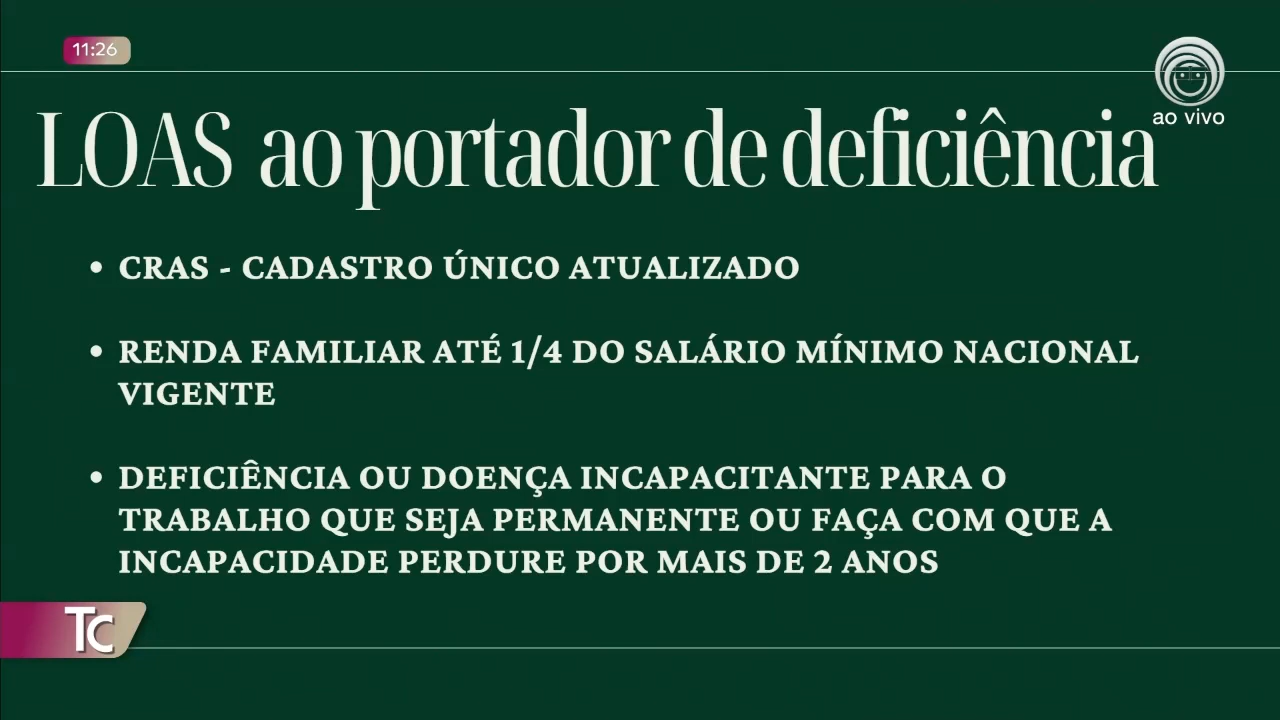 11:26
ao vivo
LOAS ao portador de deficiência
• CRAS - CADASTRO ÚNICO ATUALIZADO
• RENDA FAMILIAR ATÉ 1/4 DO SALÁRIO MÍNIMO NACIONAL
VIGENTE
• DEFICIÊNCIA OU DOENÇA INCAPACITANTE PARA O
TRABALHO QUE SEJA PERMANENTE OU FAÇA COM QUE A
INCAPACIDADE PERDURE POR MAIS DE 2 ANOS
TC